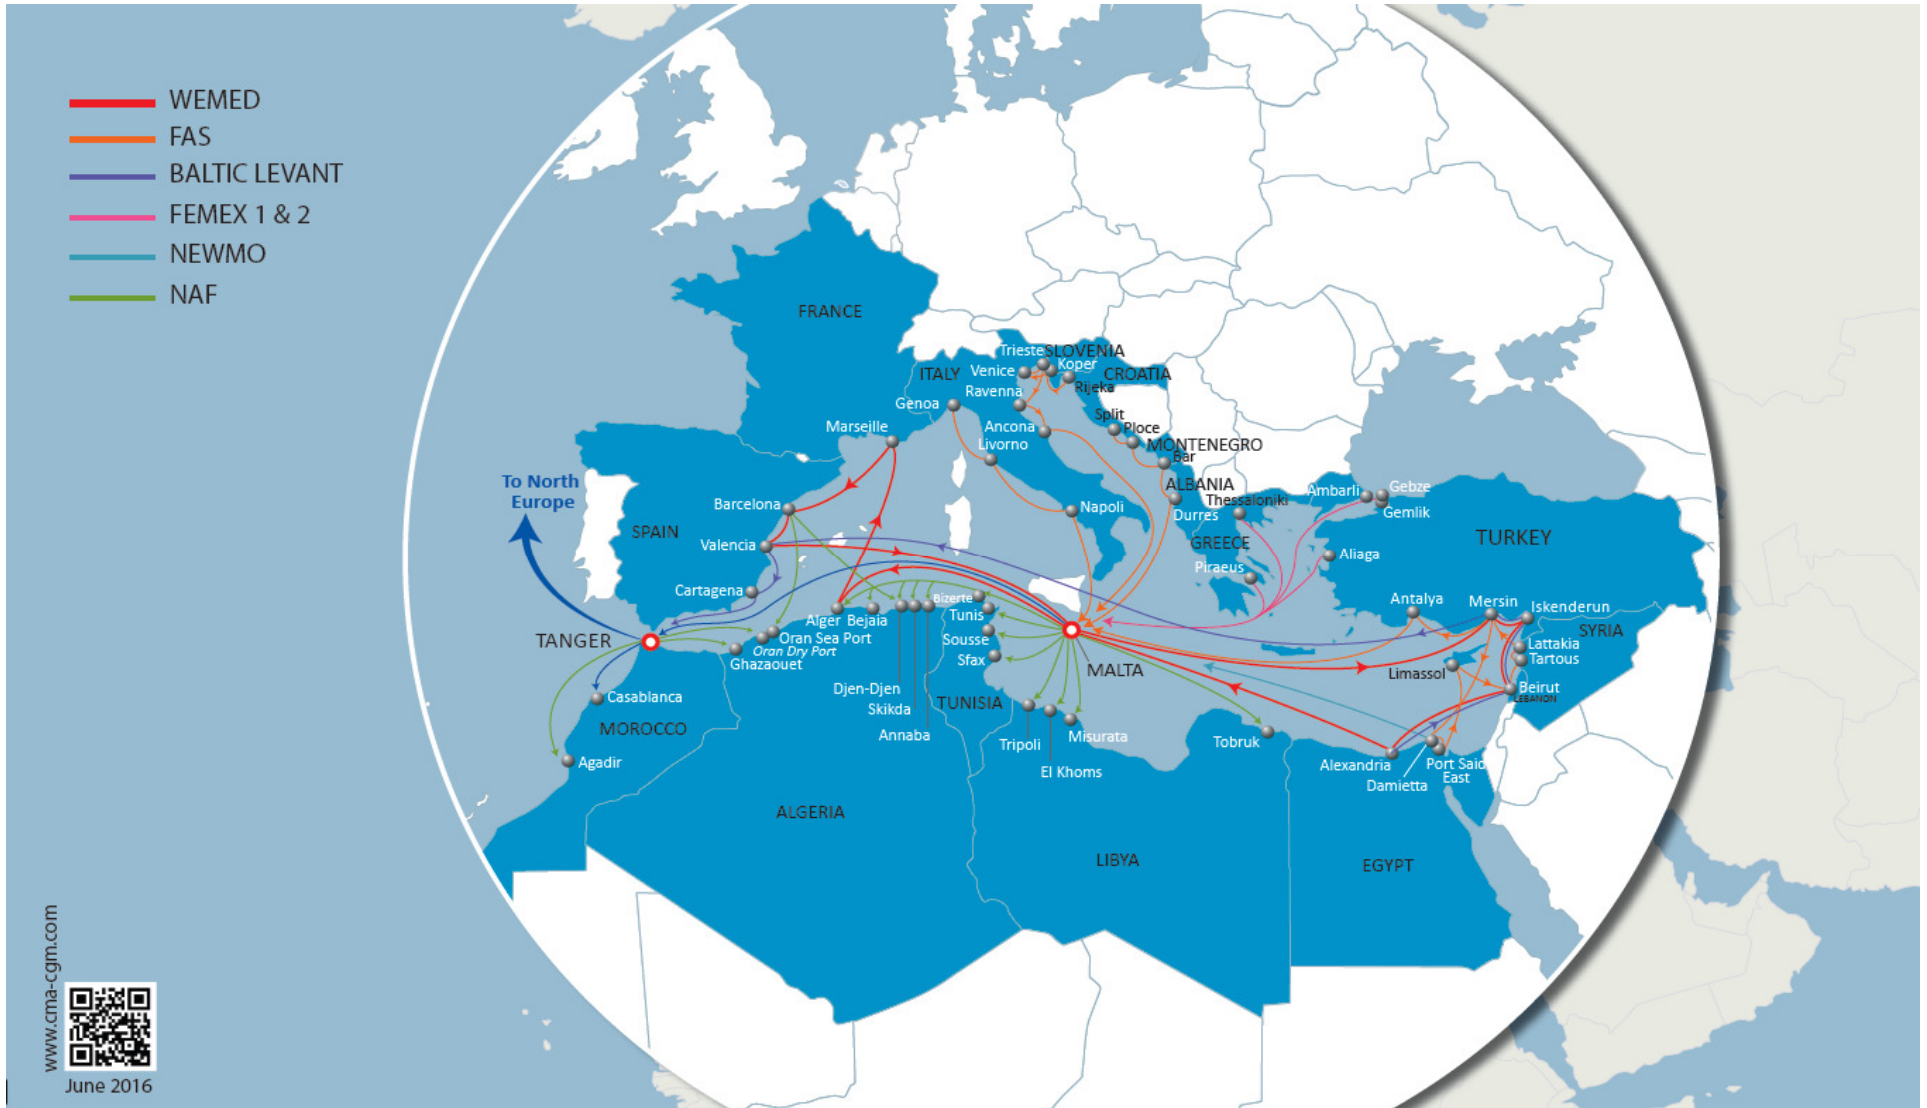 WEMED
FAS
BALTIC LEVANT
FEMEX 1 & 2
NEWMO
NAF
FRANCE
Trieste
SLOVENIA
Venice
Koper
ITALY
CROATIA
Ravenna
Rijeka
Genoa
Split
Marseille
Ancona
Ploce
Livorno
MONTENEGRO
Bar
To North
Europe
ALBANIA
Ambarli
Gebze
Thessaloniki
Barcelona
Napoli
Durres
Gemlik
SPAIN
TURKEY
Valencia
GREECE
Aliaga
Piraeus
Cartagena
Bizerte
Antalya
Mersin
Iskenderun
Alger
Bejaia
Tunis
SYRIA
TANGER
Oran Sea Port
Sousse
Lattakia
Oran Dry Port
Tartous
Ghazaouet
Sfax
MALTA
Limassol
Djen-Djen
Beirut
LEBANON
Casablanca
Skikda
TUNISIA
MOROCCO
Annaba
Tripoli
Misurata
Tobruk
Agadir
El Khoms
Alexandria
Port Said
East
Damietta
ALGERIA
LIBYA
EGYPT
www.cma-cgm.com
June 2016